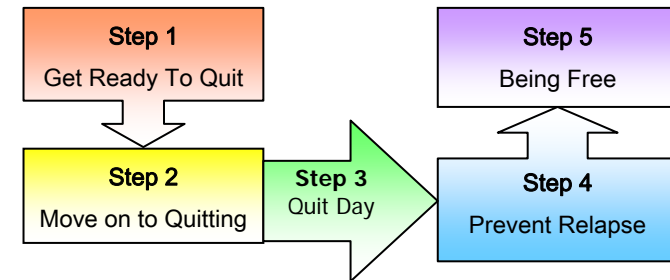 Step 1
Get Ready To Quit
Step 2
Move on to Quitting
Step 3
Quit Day
Step 4
Prevent Relapse
Step 5
Being Free